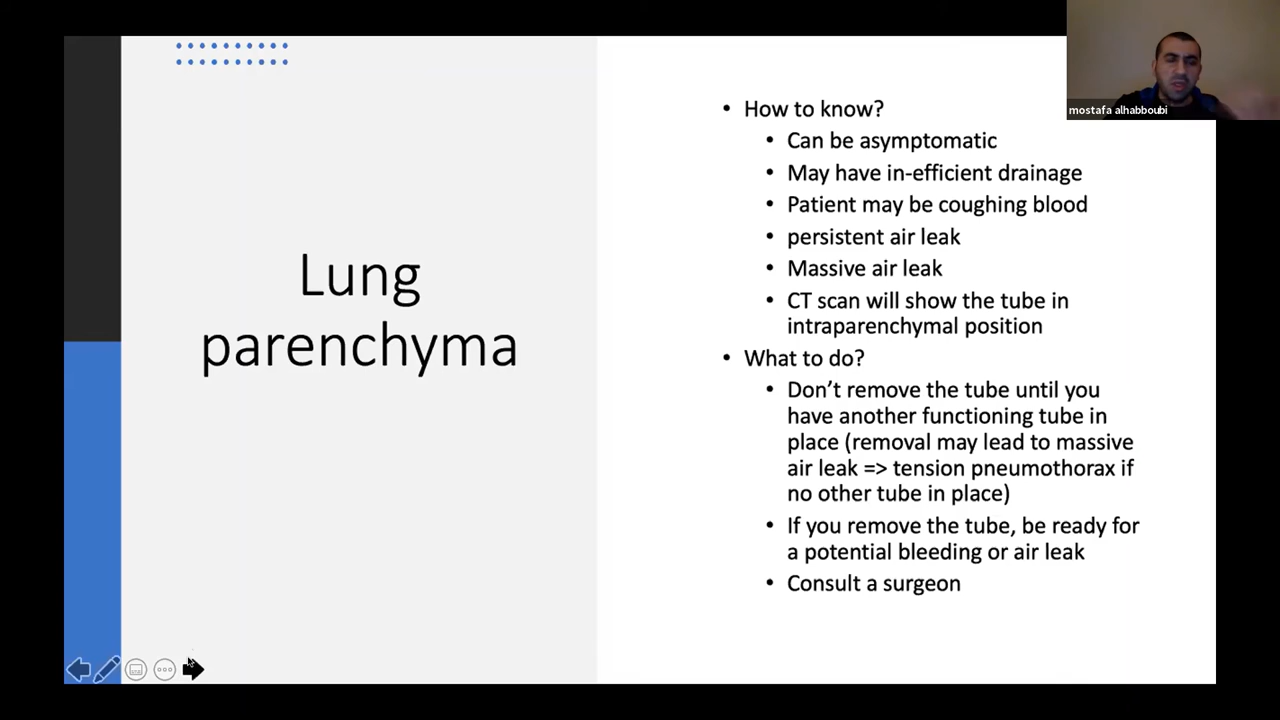 mostafa alhabboubi
Lung
parenchyma
• How to know?
• Can be asymptomatic
• May have in-efficient drainage
• Patient may be coughing blood
• persistent air leak
• Massive air leak
• CT scan will show the tube in
intraparenchymal position
• What to do?
• Don’t remove the tube until you
have another functioning tube in
place (removal may lead to massive
air leak => tension pneumothorax if
no other tube in place)
• If you remove the tube, be ready for
a potential bleeding or air leak
• Consult a surgeon